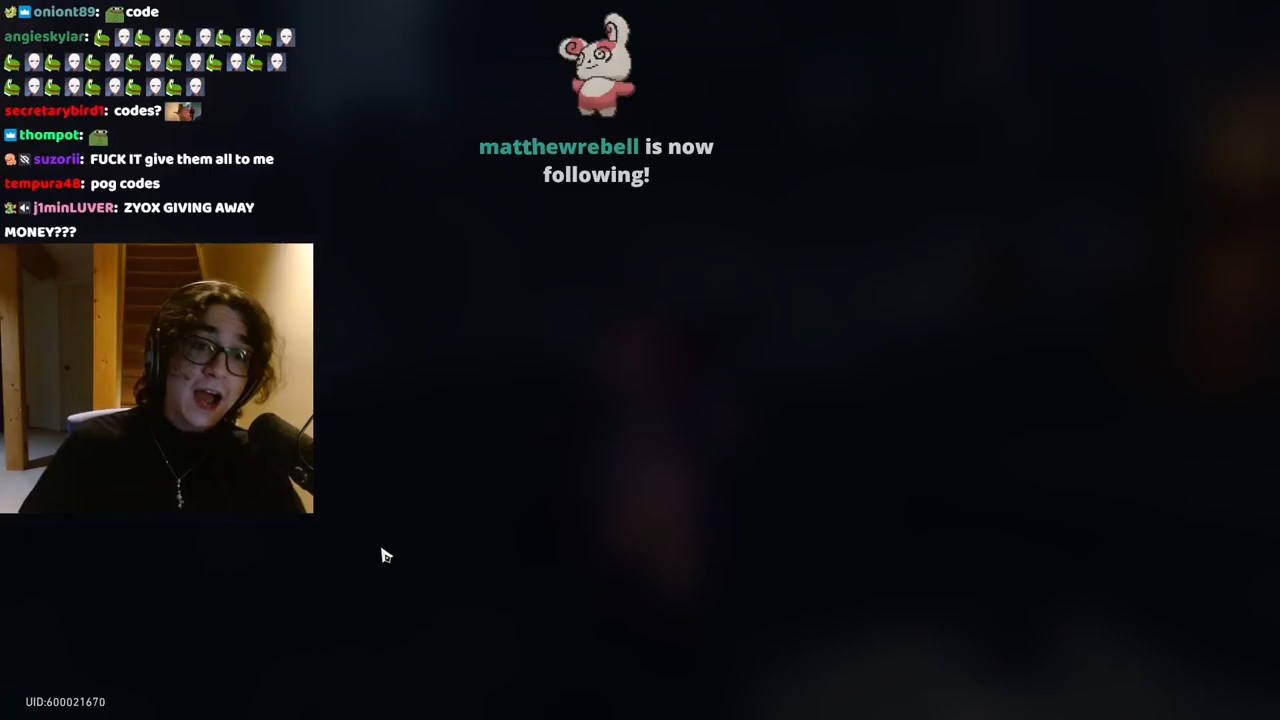 oniont89: code
angieskylar:
secretarybird1: codes?
thompot:
suzorii: FUCK IT give them all to me
tempura48: pog codes
j1minLUVER: ZYOX GIVING AWAY
MONEY???
matthewrebell is now
following!
UID:600021670